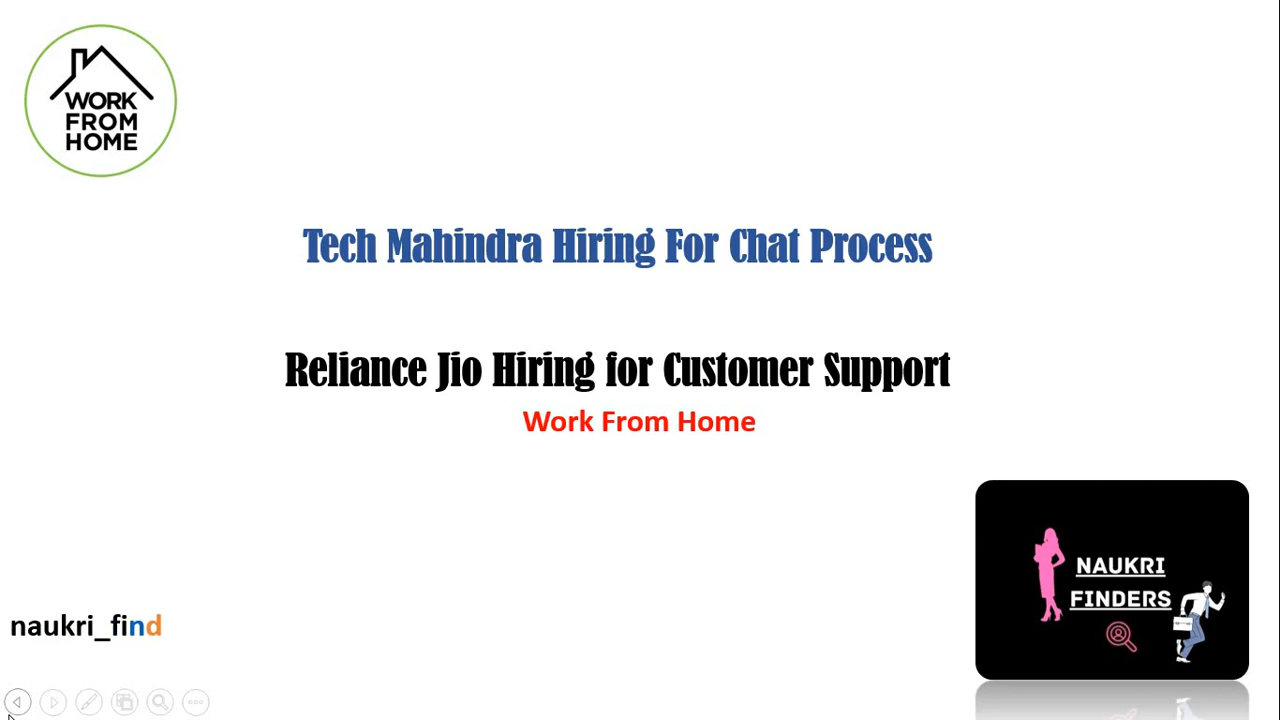 WORK
FROM
HOME
Tech Mahindra Hiring For Chat Process
Reliance Jio Hiring for Customer Support
Work From Home
NAUKRI
FINDERS
naukri_find